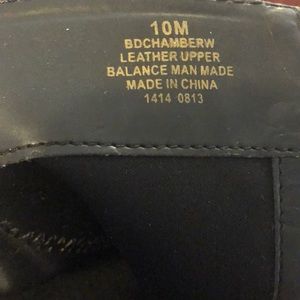 10M
BDCHAMBERW
LEATHER UPPER
BALANCE MAN MADE
MADE IN CHINA
1414 0813